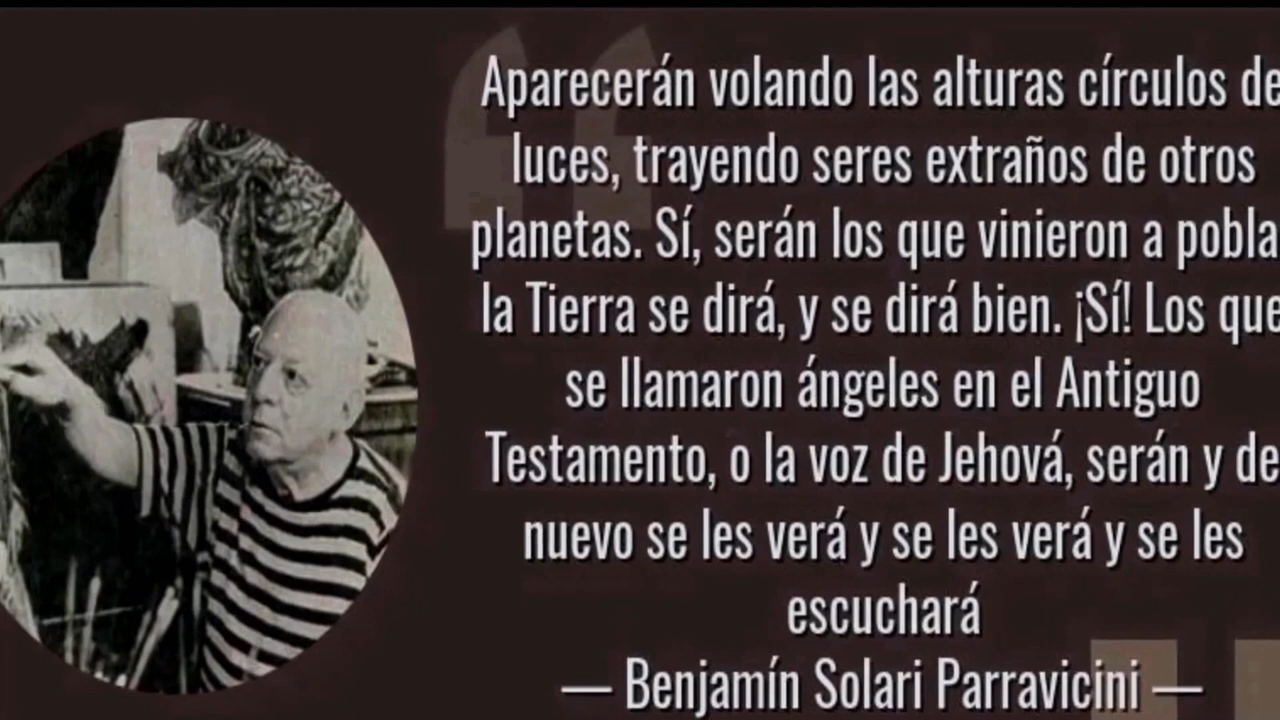 Aparecerán volando las alturas círculos de
luces, trayendo seres extraños de otros
planetas. Sí, serán los que vinieron a pobla
la Tierra se dirá, y se dirá bien. ¡Sí! Los que
se llamaron ángeles en el Antiguo
Testamento, o la voz de Jehová, serán y de
nuevo se les verá y se les verá y se les
escuchará
— Benjamín Solari Parravicini —